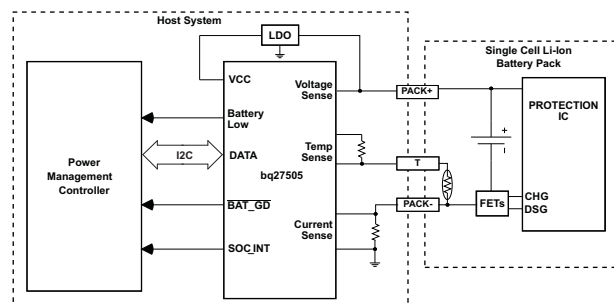 Host System
LDO
Single Cell Li-Ion
Battery Pack
VCC
Voltage
Sense
PACK+
PROTECTION
IC
Battery
Low
+
I2C
DATA
Temp
Sense
T
bq27505
Power
Management
Controller
BAT_GD
PACK-
FETs
CHG
DSG
Current
Sense
SOC_INT